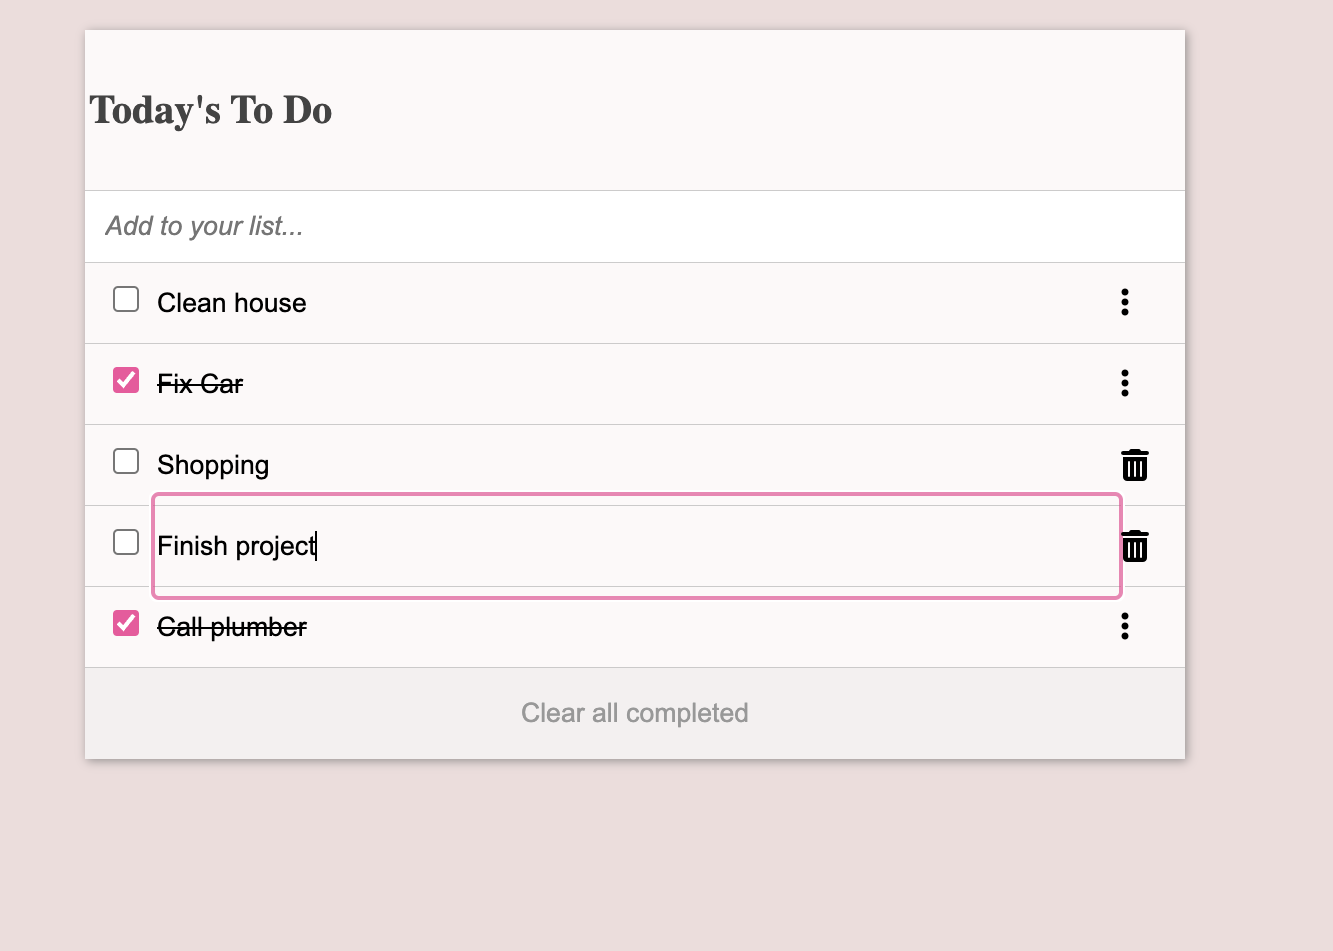 Today's To Do
Add to your list...
Clean house
Fix Car
Shopping
Finish project
Call plumber
Clear all completed